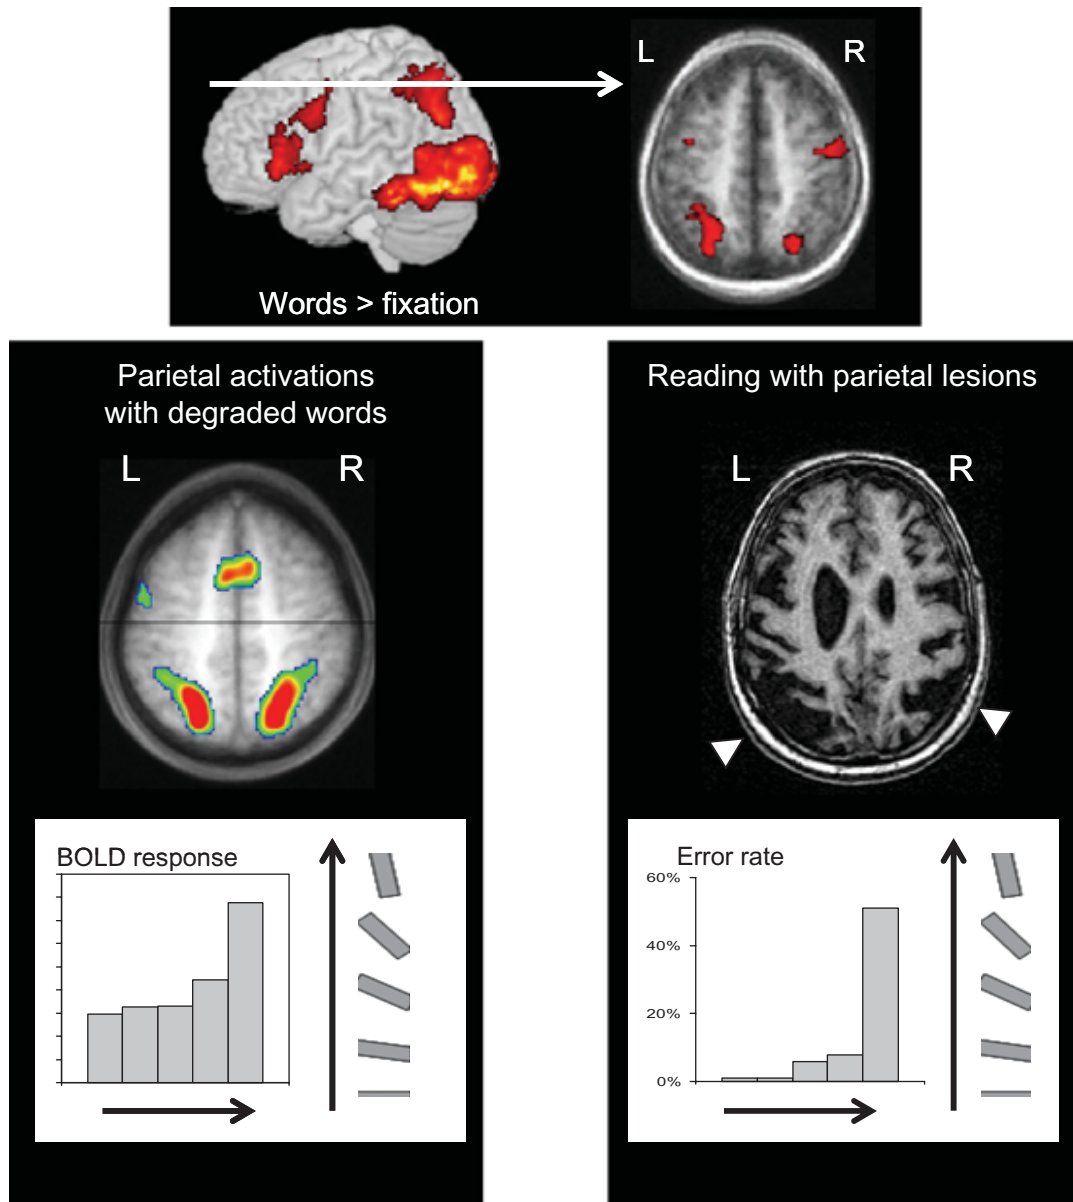 L
R
Words > fixation
Parietal activations
with degraded words
L
R
BOLD response
Reading with parietal lesions
L
R
Error rate
60%
40%
20%
0%